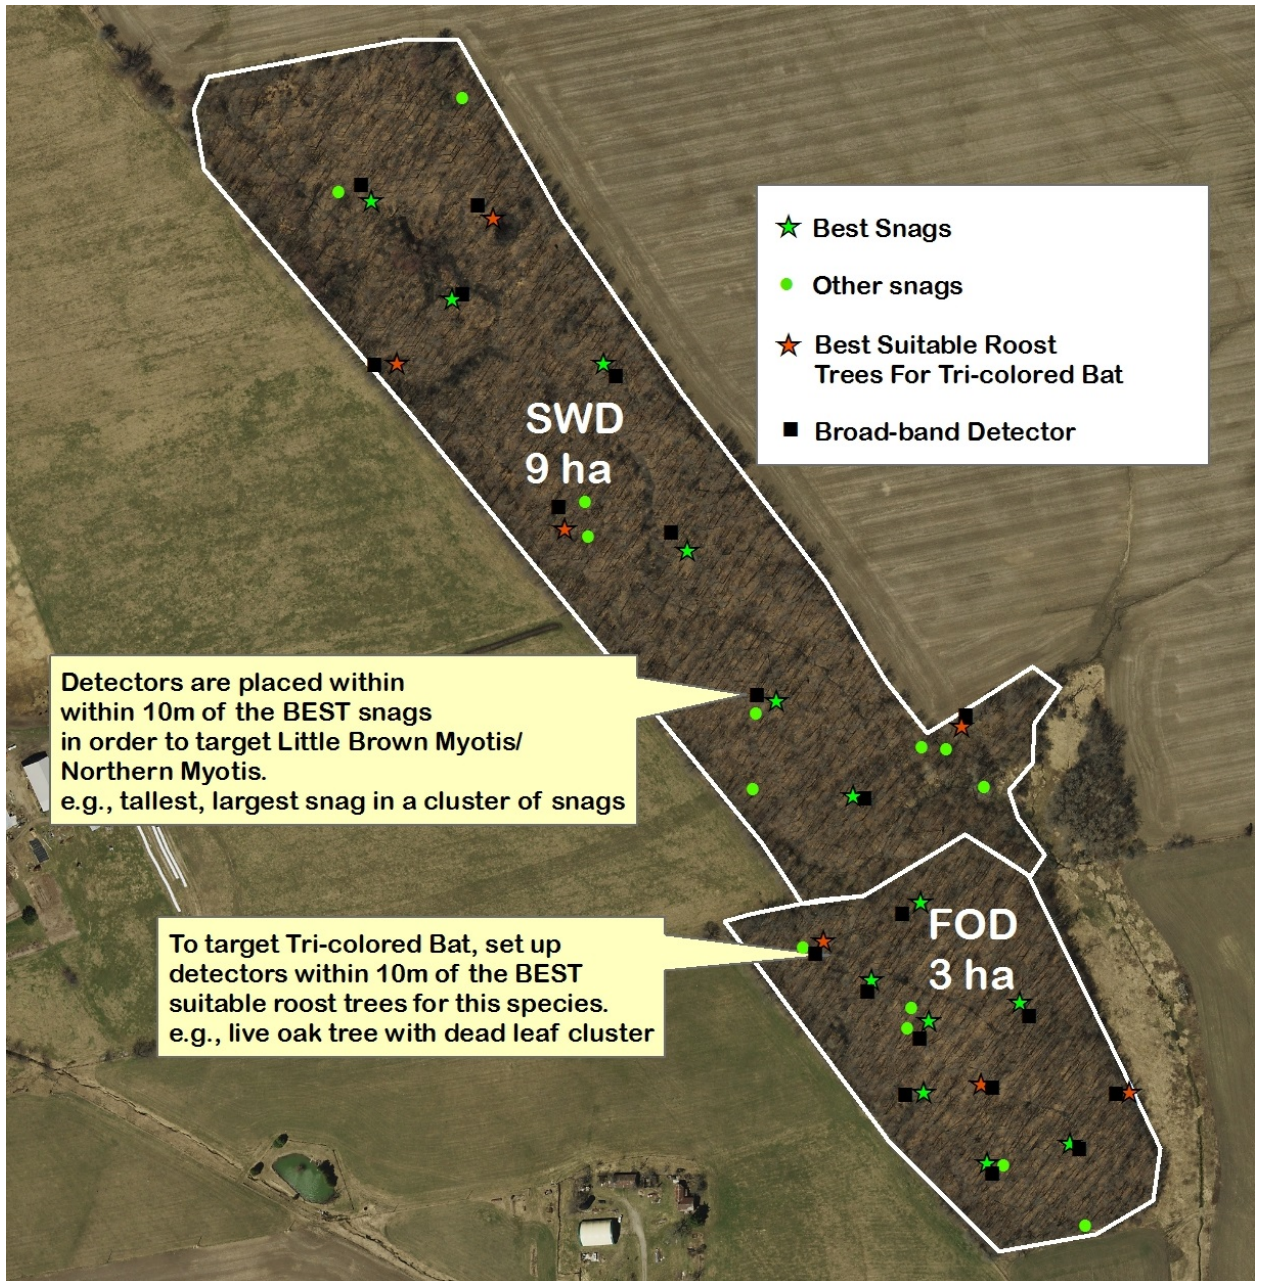 Best Snags
Other snags
Best Suitable Roost
Trees For Tri-colored Bat
Broad-band Detector
SWD
9 ha
Detectors are placed within
within 10m of the BEST snags
in order to target Little Brown Myotis/
Northern Myotis.
e.g., tallest, largest snag in a cluster of snags
FOD
3 ha
To target Tri-colored Bat, set up
detectors within 10m of the BEST
suitable roost trees for this species.
e.g., live oak tree with dead leaf cluster